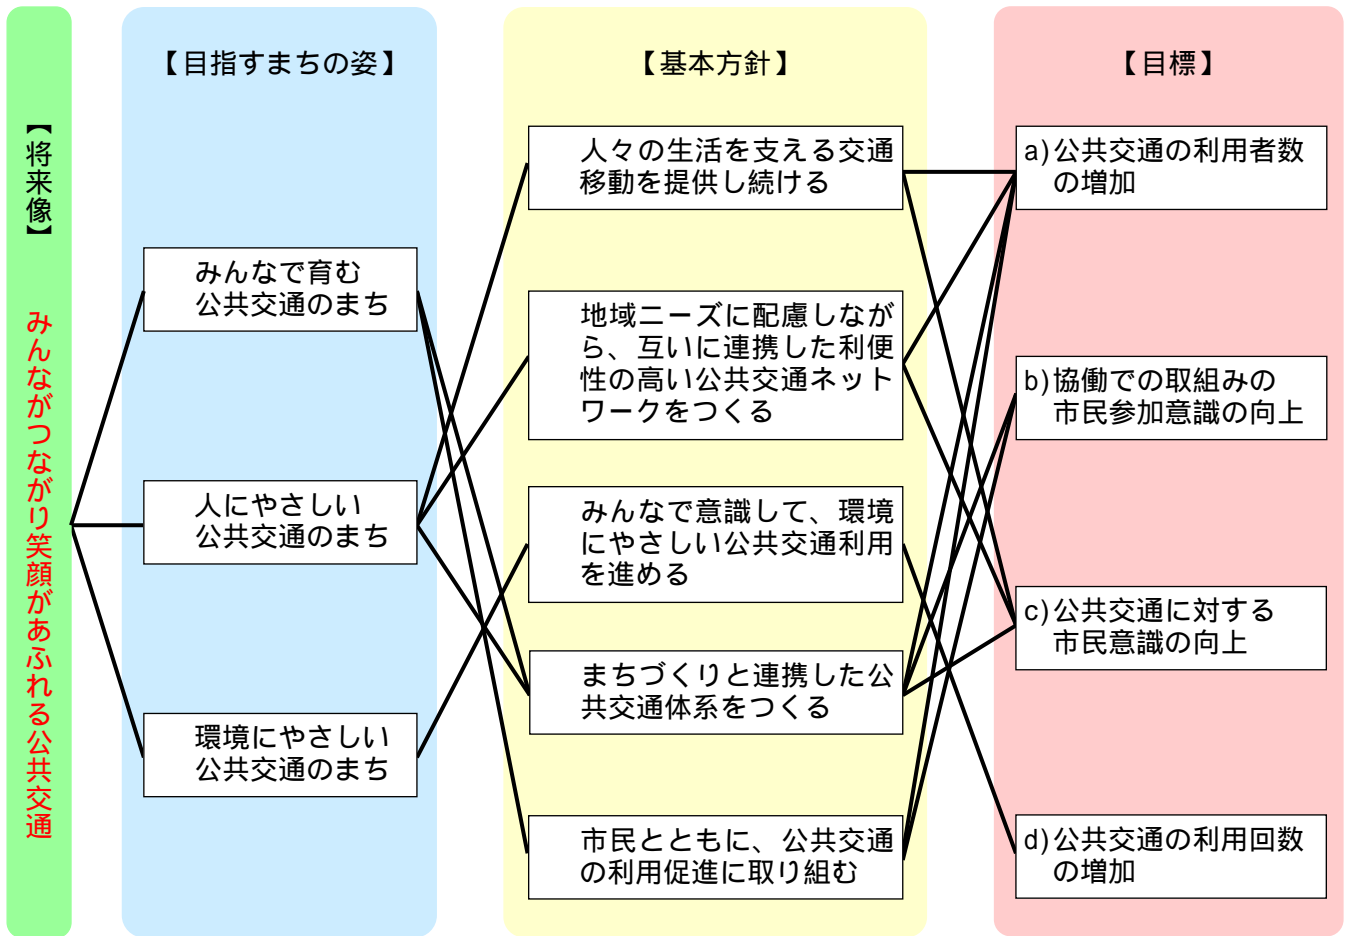 【将来像】 みんながつながり笑顔があふれる公共交通
【目指すまちの姿】
みんなで育む
公共交通のまち
人にやさしい
公共交通のまち
環境にやさしい
公共交通のまち
【基本方針】
人々の生活を支える交通
移動を提供し続ける
地域ニーズに配慮しなが
ら、互いに連携した利便
性の高い公共交通ネット
ワークをつくる
みんなで意識して、環境
にやさしい公共交通利用
を進める
まちづくりと連携した公
共交通体系をつくる
市民とともに、公共交通
の利用促進に取り組む
【目標】
a)公共交通の利用者数
の増加
b)協働での取組みの
市民参加意識の向上
c)公共交通に対する
市民意識の向上
d)公共交通の利用回数
の増加